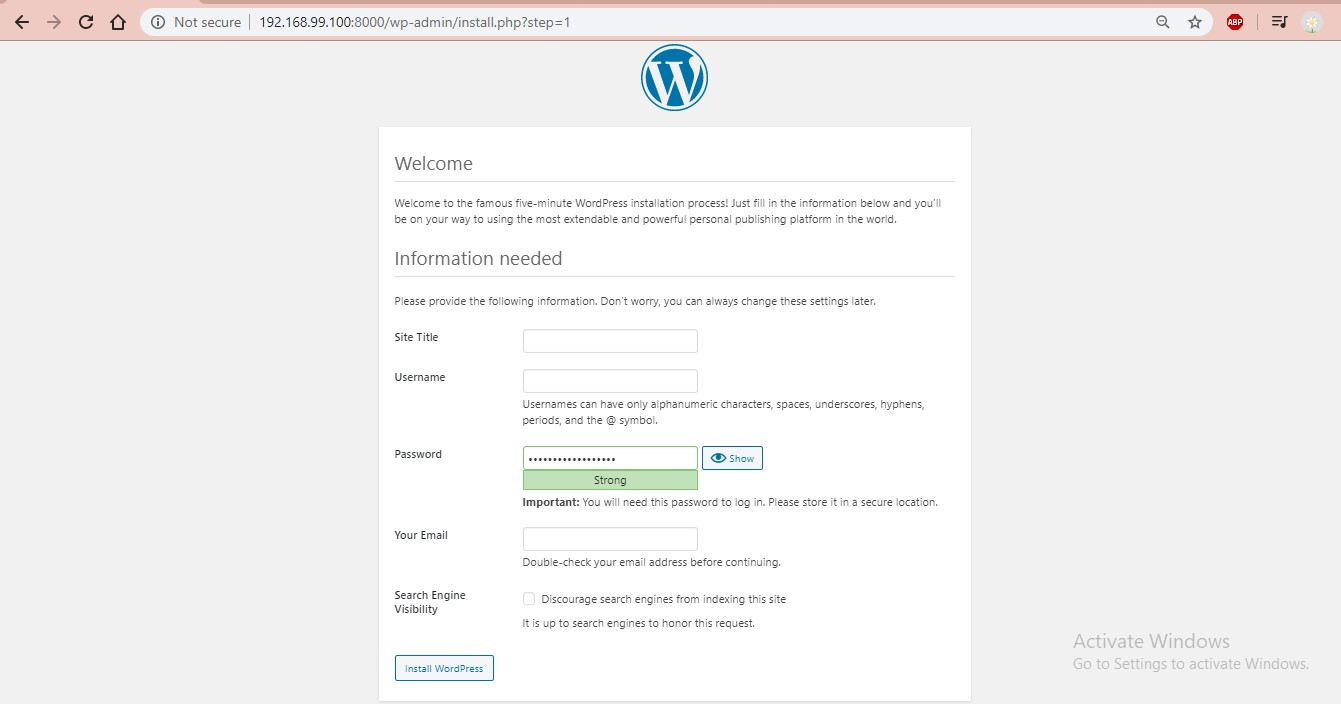 Not secure 192.168.99.100:8000/wp-admin/install.php?step=1 ABP
W
Welcome
Welcome to the famous five-minute WordPress installation process! Just fill in the information below and you'll
be on your way to using the most extendable and powerful personal publishing platform in the world.
Information needed
Please provide the following information. Don't worry, you can always change these settings later.
Site Title
Username
Usernames can have only alphanumeric characters, spaces, underscores, hyphens,
periods, and the @ symbol.
Password •••••••••••••••••• Show
Strong
Important: You will need this password to log in. Please store it in a secure location.
Your Email
Double-check your email address before continuing.
Search Engine
Visibility
Discourage search engines from indexing this site
It is up to search engines to honor this request.
Install WordPress
Activate Windows
Go to Settings to activate Windows.